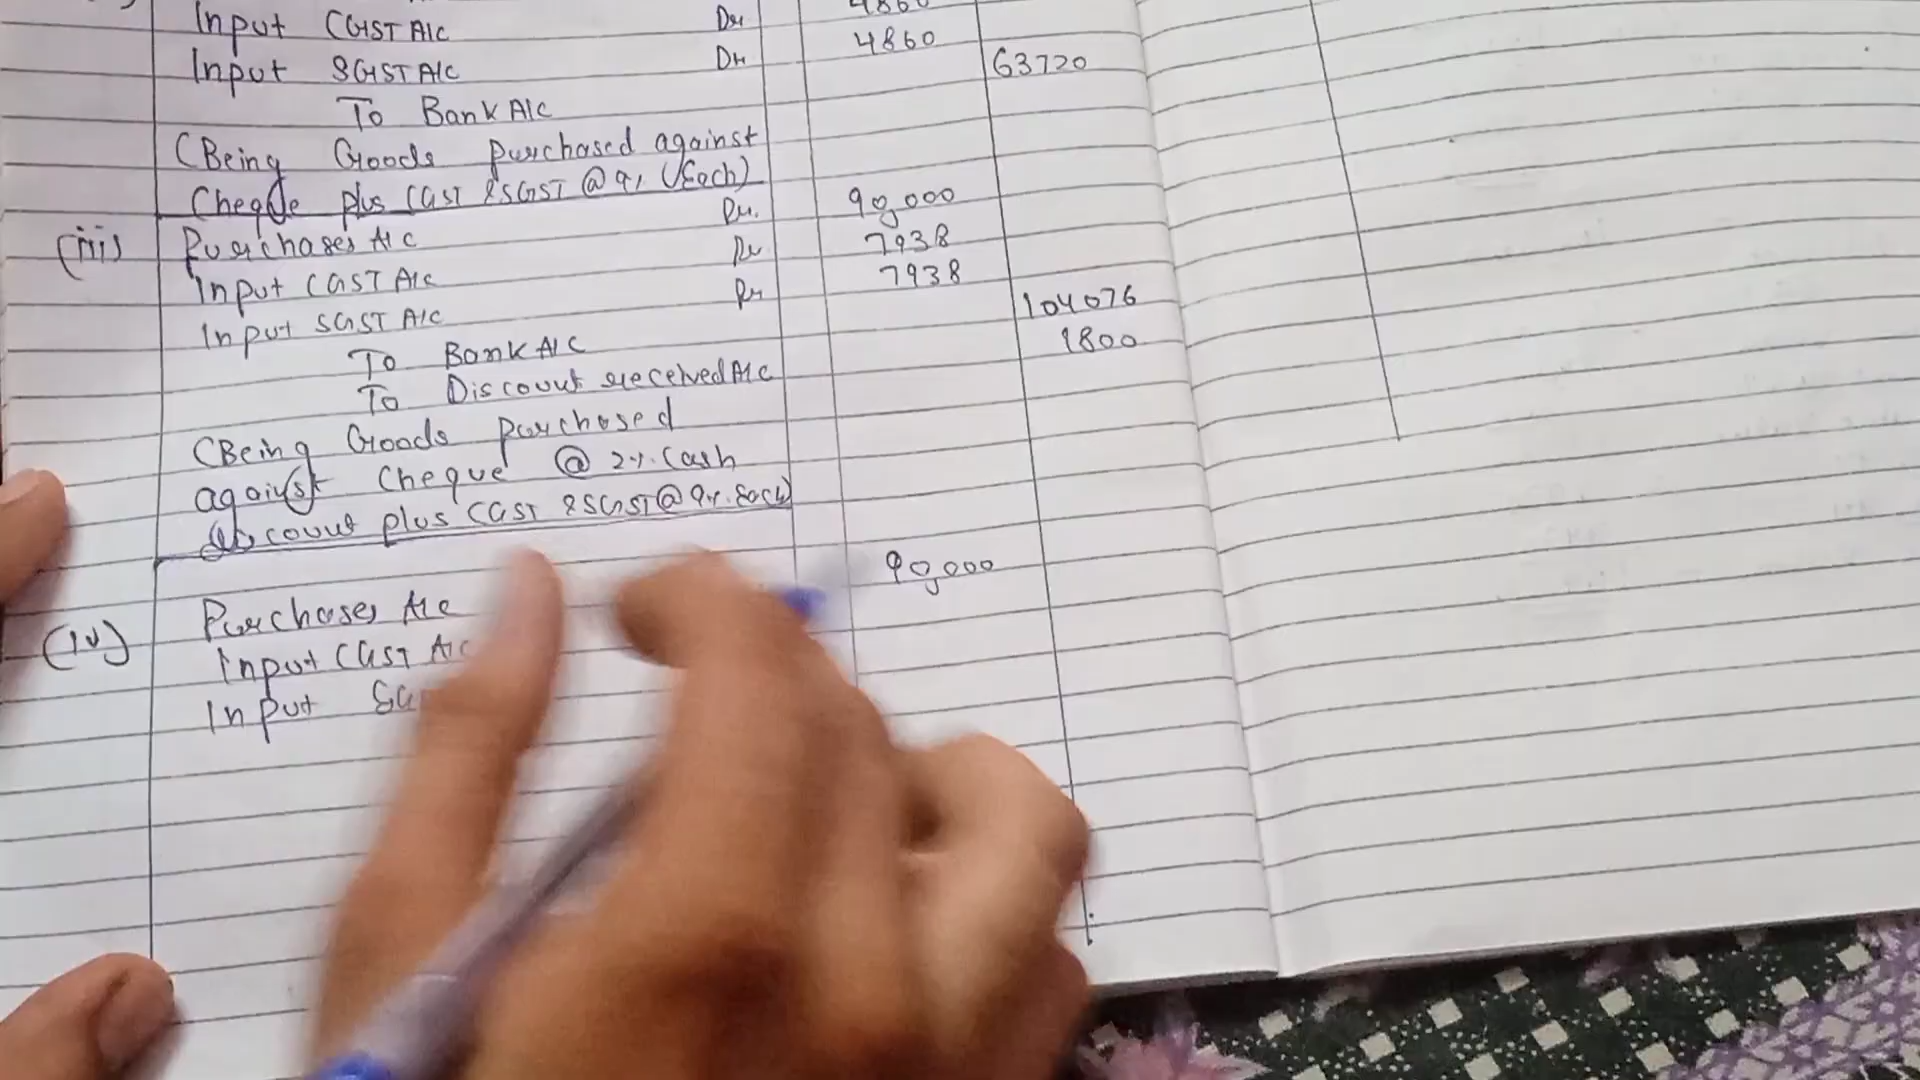 4860
Input CGST A/c Dr 4860
Input SGST A/c Dr 63720
To Bank A/c
(Being Goods purchased against
Cheque plus CGST & SGST @ 9% (Each)
(iii) Purchases A/c Dr. 90,000
Input CGST A/c Dr 7938
Input SGST A/c Dr 7938
To Bank A/c 104076
To Discount received A/c 1800
(Being Goods purchased
against Cheque @ 2% Cash
discount plus CGST & SGST @ 9%. Each)
(iv) Purchases A/c 90,000
Input CGST A/c
Input